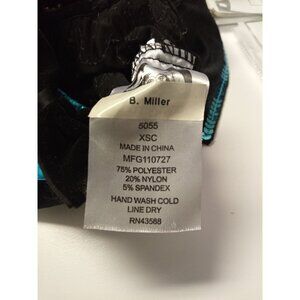 B. Miller
5055
XSC
MADE IN CHINA
MFG110727
75% POLYESTER
20% NYLON
5% SPANDEX
HAND WASH COLD
LINE DRY
RN43588